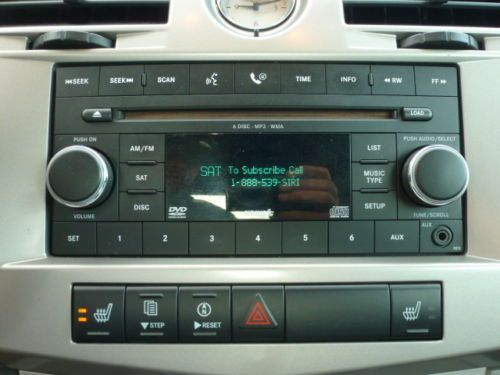 SEEK
SEEK
SCAN
TIME
INFO
RW
FF
LOAD
6 DISC · MP3 · WMA
PUSH ON
PUSH AUDIO/SELECT
AM/FM
SAT
DISC
SAT To Subscribe Call
1-888-539-SIRI
LIST
MUSIC
TYPE
SETUP
VOLUME
DVD
disc
TUNE/SCROLL
AUX
SET
1
2
3
4
5
6
AUX
STEP
RESET